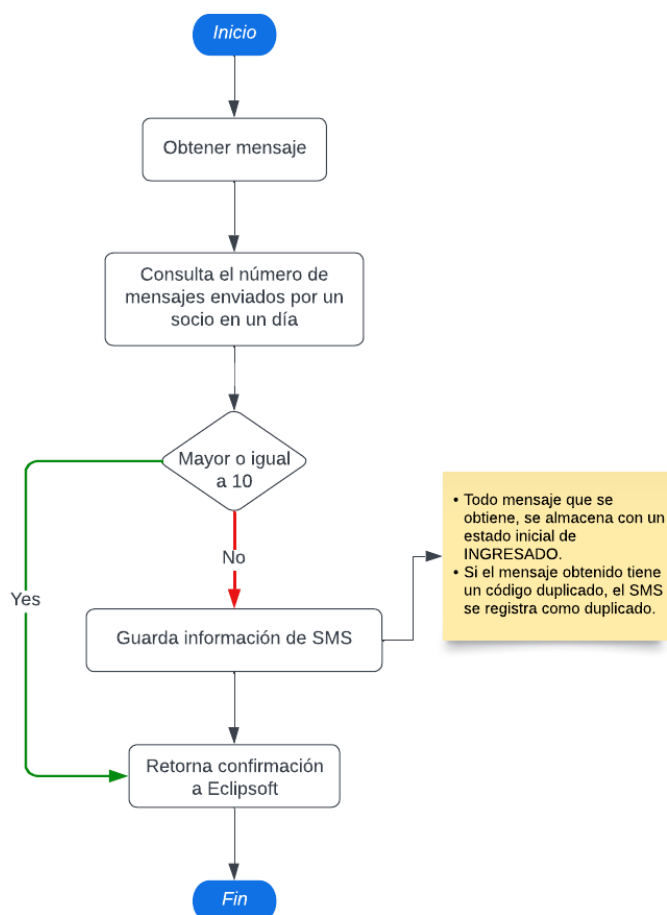 Inicio
Obtener mensaje
Consulta el número de
mensajes enviados por un
socio en un día
Mayor o igual
a 10
• Todo mensaje que se
obtiene, se almacena con un
estado inicial de
INGRESADO.
• Si el mensaje obtenido tiene
un código duplicado, el SMS
se registra como duplicado.
No
Yes
Guarda información de SMS
Retorna confirmación
a Eclipsoft
Fin